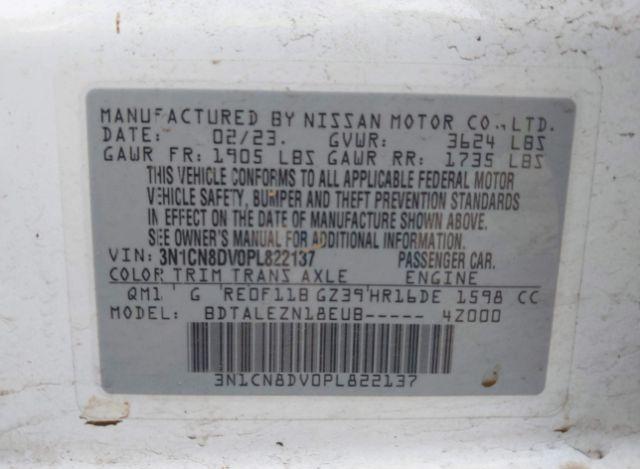 MANUFACTURED BY NISSAN MOTOR CO., LTD.
DATE: 02/23. GVWR: 3624 LBS
GAWR FR: 1905 LBS GAWR RR: 1735 LBS
THIS VEHICLE CONFORMS TO ALL APPLICABLE FEDERAL MOTOR
VEHICLE SAFETY, BUMPER AND THEFT PREVENTION STANDARDS
IN EFFECT ON THE DATE OF MANUFACTURE SHOWN ABOVE.
SEE OWNER'S MANUAL FOR ADDITIONAL INFORMATION.
VIN: 3N1CN8DV0PL822137 PASSENGER CAR.
COLOR TRIM TRANS AXLE ENGINE
QM1 G RE0F11B GZ39 HR16DE 1598 CC
MODEL: BDTALEZN18EUB----- 4Z000
3N1CN8DV0PL822137